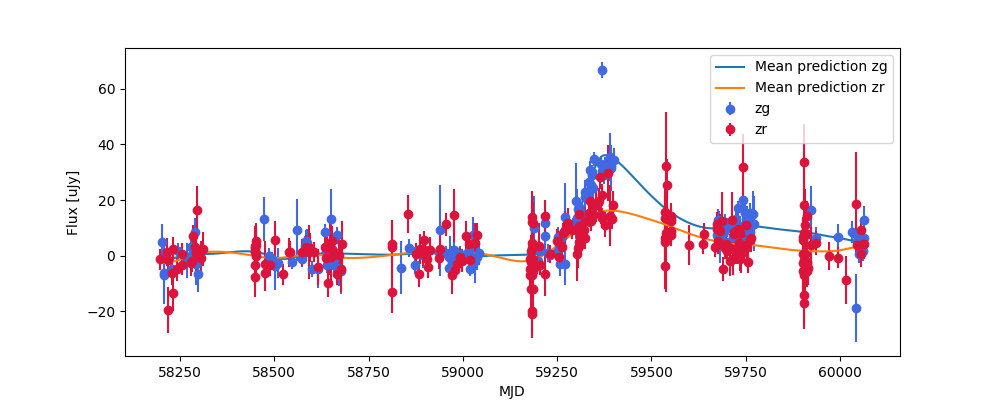 Mean prediction zg
Mean prediction zr
zg
zr
60
40
20
0
−20
Flux [uJy]
58250 58500 58750 59000 59250 59500 59750 60000
MJD